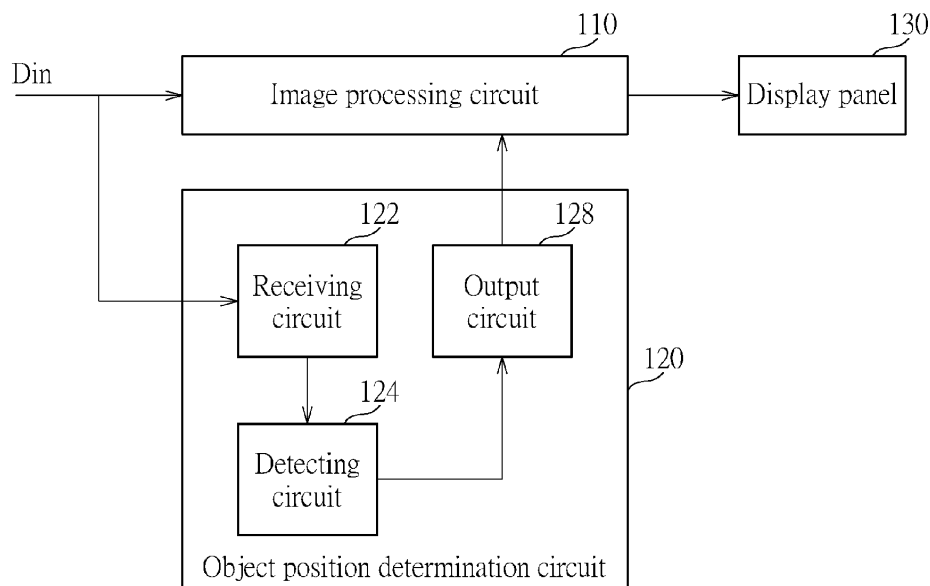 110
130
Din
Image processing circuit
Display panel
122
128
Receiving
circuit
Output
circuit
120
124
Detecting
circuit
Object position determination circuit